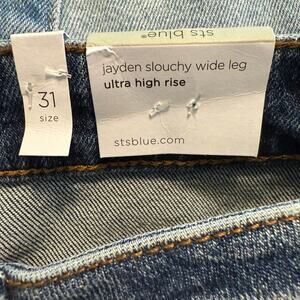 sts blue®
31
size
jayden slouchy wide leg
ultra high rise
stsblue.com